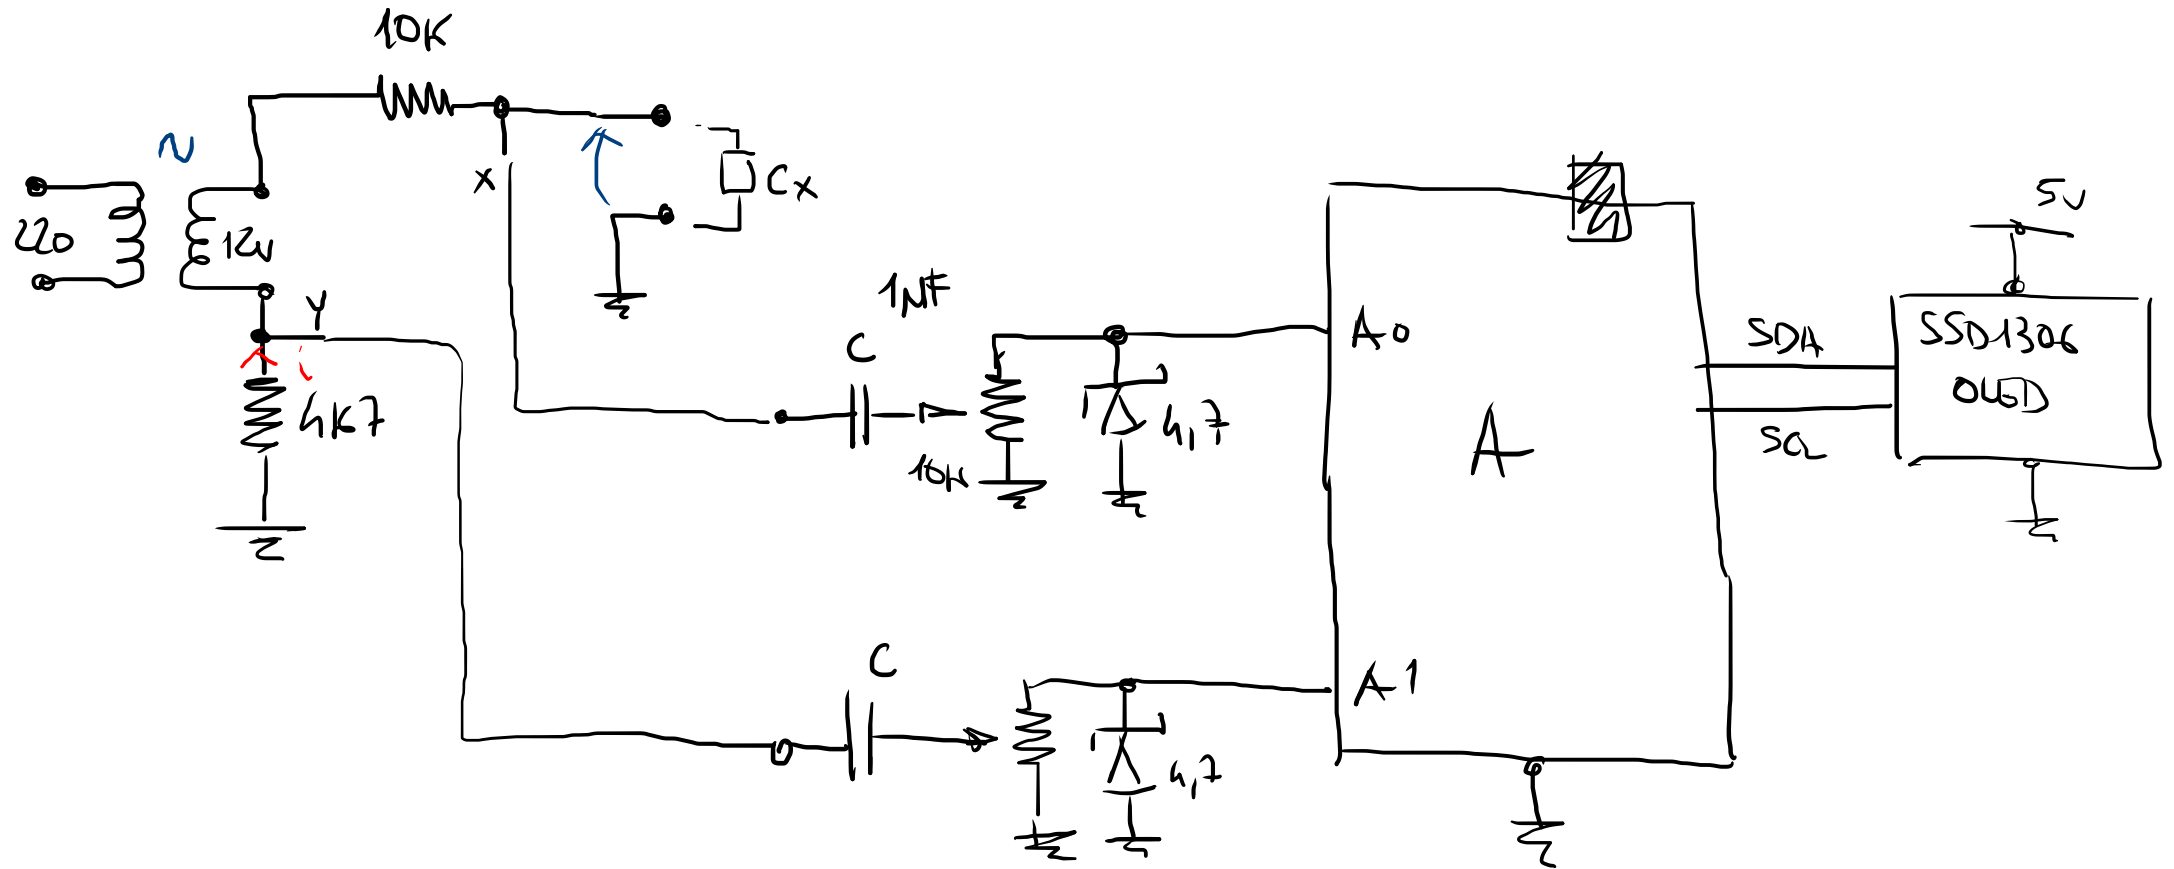 10K
220
12V
X
Cx
Y
4K7
C
1NF
10K
4,7
A0
A
SDA
SCL
5V
SSD1306
OLED
C
4,7
A1